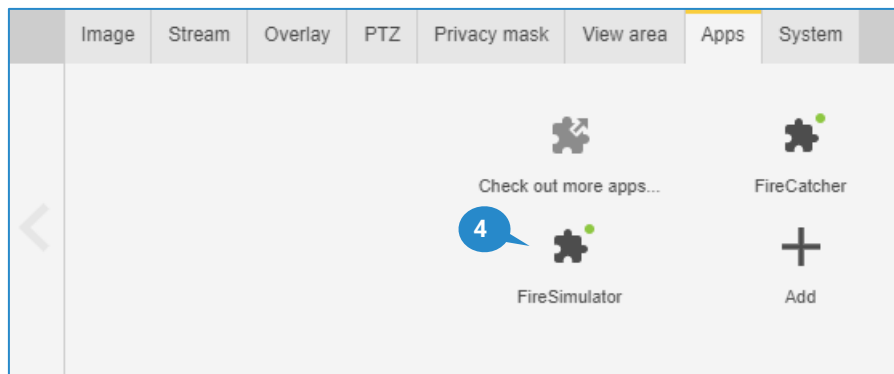 Image Stream Overlay PTZ Privacy mask View area Apps System
Check out more apps... FireCatcher
4
FireSimulator Add